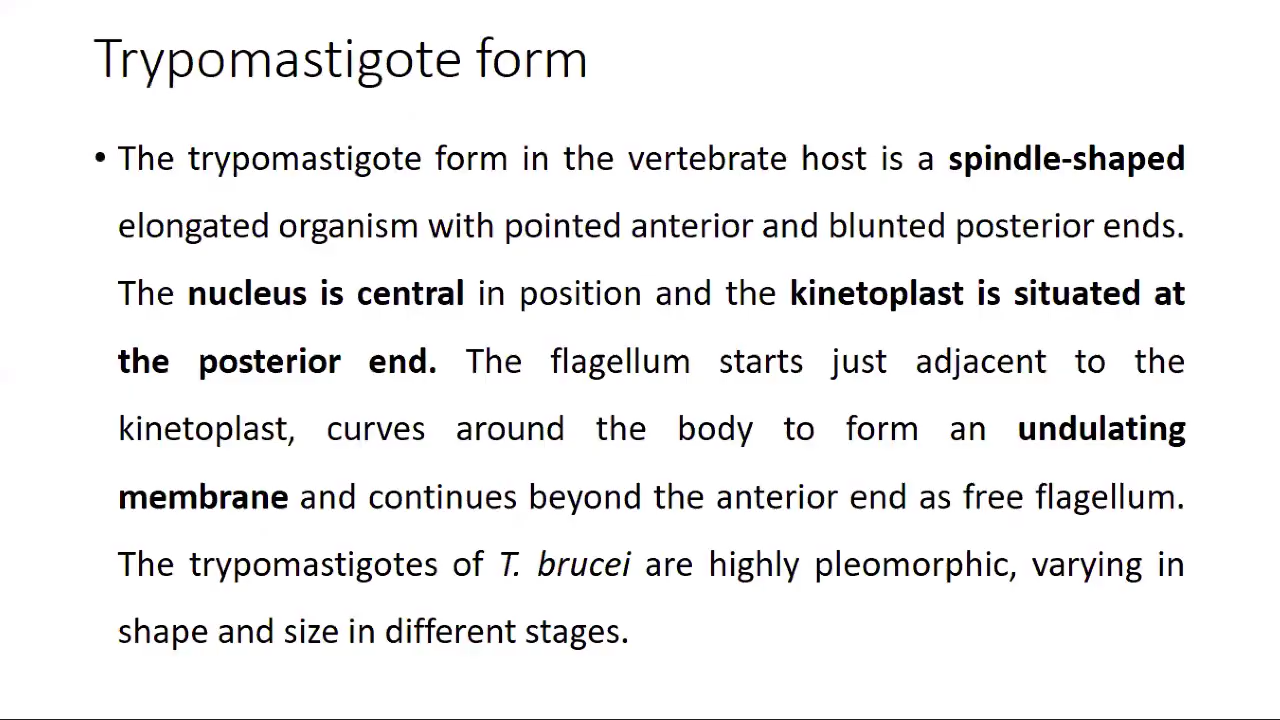 Trypomastigote form
• The trypomastigote form in the vertebrate host is a spindle-shaped
elongated organism with pointed anterior and blunted posterior ends.
The nucleus is central in position and the kinetoplast is situated at
the posterior end. The flagellum starts just adjacent to the
kinetoplast, curves around the body to form an undulating
membrane and continues beyond the anterior end as free flagellum.
The trypomastigotes of T. brucei are highly pleomorphic, varying in
shape and size in different stages.